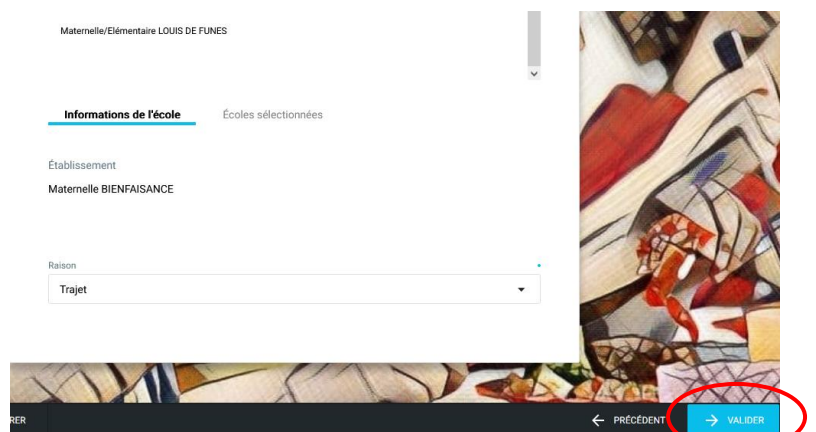 Maternelle/Elémentaire LOUIS DE FUNES
Informations de l'école Écoles sélectionnées
Établissement
Maternelle BIENFAISANCE
Raison
Trajet
RER ← PRÉCÉDENT → VALIDER